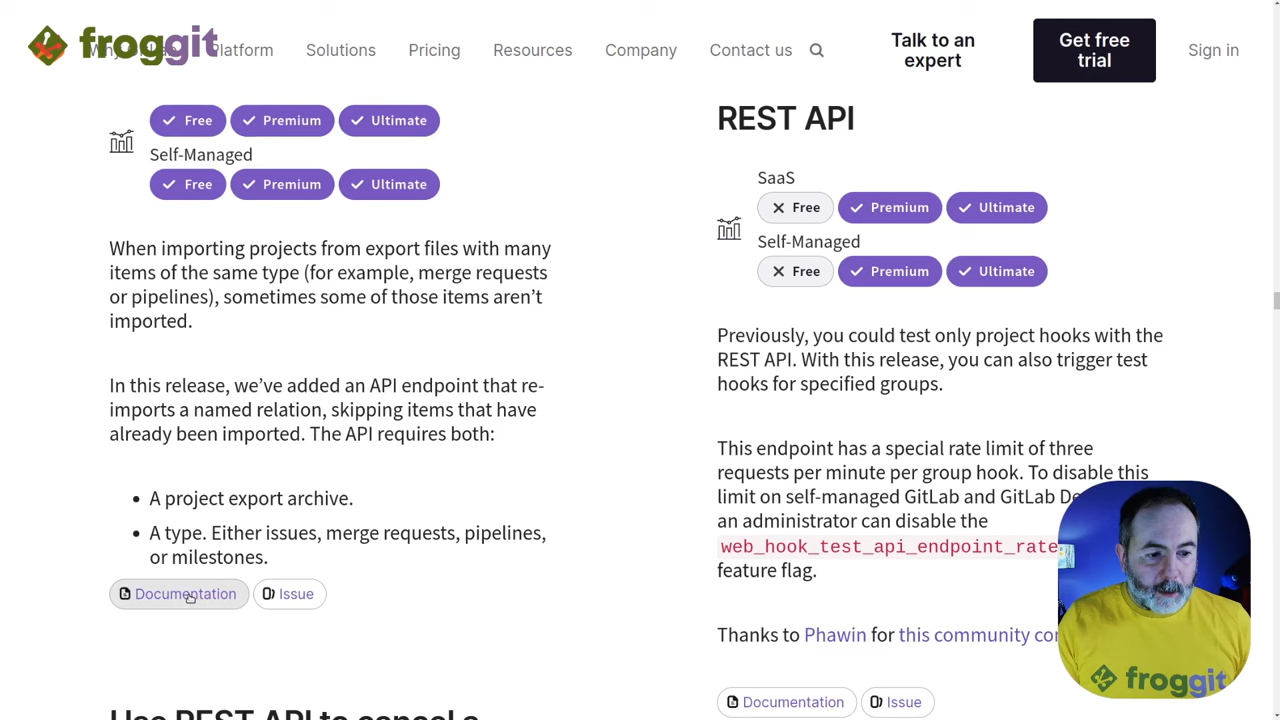 froggit
Platform
Solutions
Pricing
Resources
Company
Contact us
Talk to an
expert
Get free
trial
Sign in
Free Premium Ultimate
Self-Managed
Free Premium Ultimate
When importing projects from export files with many
items of the same type (for example, merge requests
or pipelines), sometimes some of those items aren’t
imported.
In this release, we’ve added an API endpoint that re-
imports a named relation, skipping items that have
already been imported. The API requires both:
• A project export archive.
• A type. Either issues, merge requests, pipelines,
or milestones.
Documentation Issue
REST API
SaaS
Free Premium Ultimate
Self-Managed
Free Premium Ultimate
Previously, you could test only project hooks with the
REST API. With this release, you can also trigger test
hooks for specified groups.
This endpoint has a special rate limit of three
requests per minute per group hook. To disable this
limit on self-managed GitLab and GitLab
an administrator can disable the
web_hook_test_api_endpoint_rate
feature flag.
Thanks to Phawin for this community
Documentation Issue
froggit